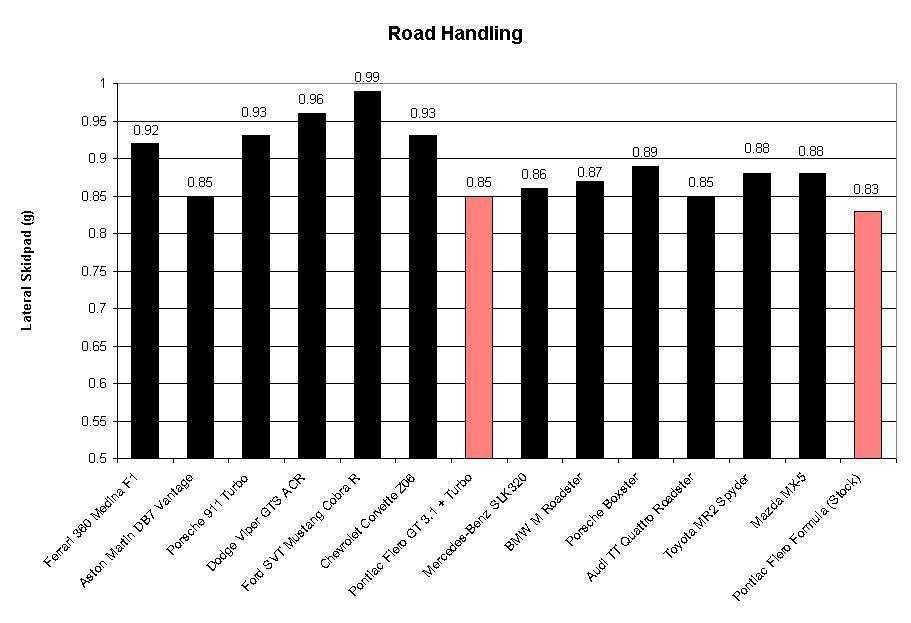 Road Handling
Lateral Skidpad (g)
1
0.95
0.9
0.85
0.8
0.75
0.7
0.65
0.6
0.55
0.5
0.92
0.85
0.93
0.96
0.99
0.93
0.85
0.86
0.87
0.89
0.85
0.88
0.88
0.83
Ferrari 360 Medina F1
Aston Martin DB7 Vantage
Porsche 911 Turbo
Dodge Viper GTS ACR
Ford SVT Mustang Cobra R
Chevrolet Corvette Z06
Pontiac Fiero GT 3.1 + Turbo
Mercedes-Benz SLK320
BMW M Roadster
Porsche Boxster
Audi TT Quattro Roadster
Toyota MR2 Spyder
Mazda MX-5
Pontiac Fiero Formula (Stock)